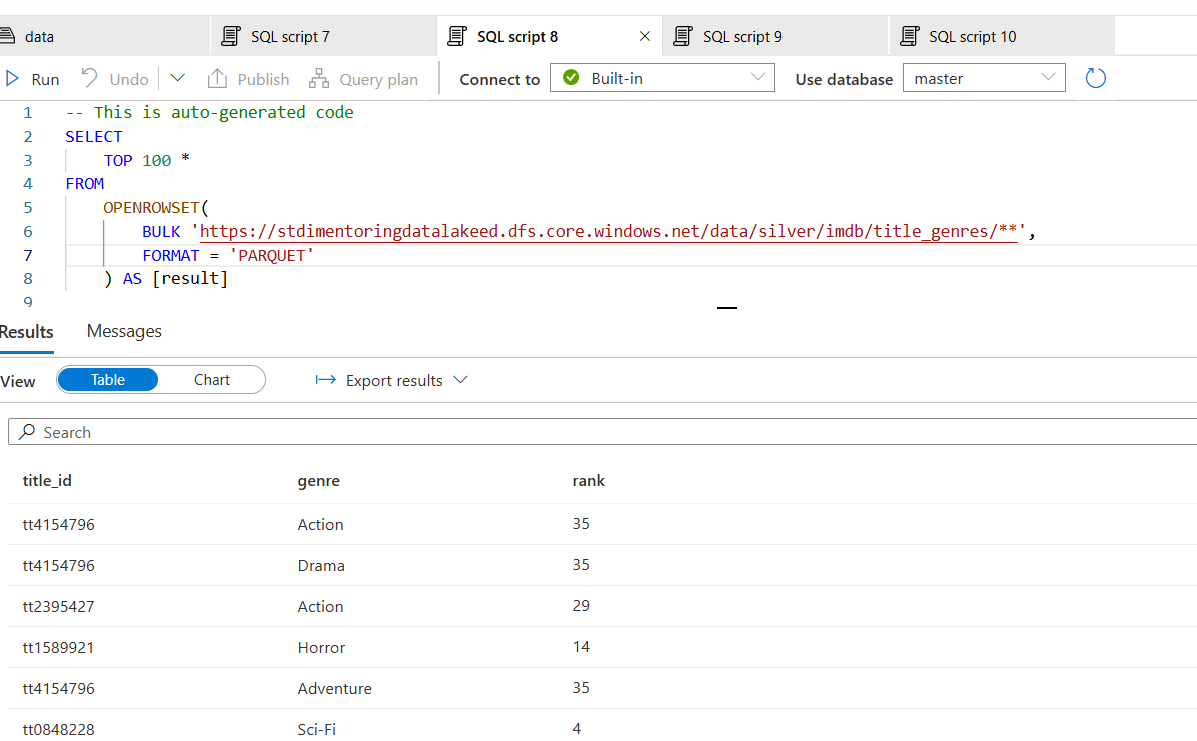 data SQL script 7 SQL script 8 SQL script 9 SQL script 10
Run Undo Publish Query plan Connect to Built-in Use database master
1 -- This is auto-generated code
2 SELECT
3 TOP 100 *
4 FROM
5 OPENROWSET(
6 BULK 'https://stdimentoringdatalakeed.dfs.core.windows.net/data/silver/imdb/title_genres/**',
7 FORMAT = 'PARQUET'
8 ) AS [result]
9
Results Messages
View Table Chart Export results
Search
title_id genre rank
tt4154796 Action 35
tt4154796 Drama 35
tt2395427 Action 29
tt1589921 Horror 14
tt4154796 Adventure 35
tt0848228 Sci-Fi 4